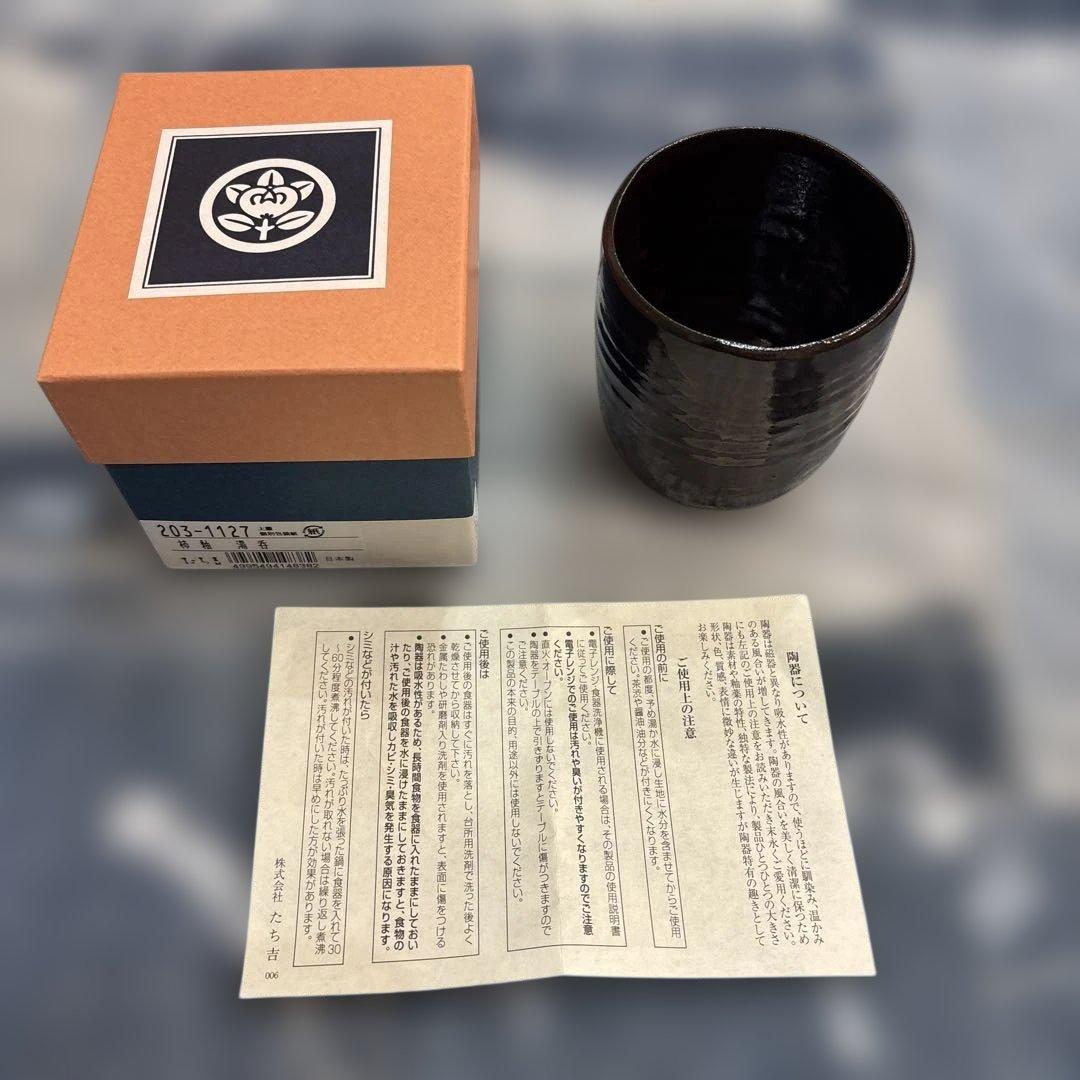 203-1127
上重
個別包装紙
紙
柿釉 湯呑
て.て,る
4995494148382
日本製
陶器について
陶器は磁器と異なり吸水性がありますので、使うほどに馴染み、温かみ
のある風合いが増してきます。陶器の風合いを美しく清潔に保つため
にも左記のご使用上の注意をお読みいただき末永くご愛用ください。
陶器は素材や釉薬の特性、独特な製法により、製品ひとつひとつの大きさ
形状、色、質感、表情に微妙な違いが生じますが陶器特有の趣きとして
お楽しみください。
ご使用上の注意
ご使用の前に
●ご使用の都度、予め湯か水に浸し生地に水分を含ませてからご使用
ください。茶渋や醤油油分などが付きにくくなります。
ご使用に際して
●電子レンジ・食器洗浄機に使用される場合は、その製品の使用説明書
に従ってご使用ください。
●電子レンジでのご使用は汚れや臭いが付きやすくなりますのでご注意
ください。
●直火・オーブンには使用しないでください。
●陶器をテーブルの上で引きずりますとテーブルに傷がつきますので
ご注意ください。
●この製品の本来の目的、用途以外には使用しないでください。
ご使用後は
●ご使用後の食器はすぐに汚れを落とし、台所用洗剤で洗った後よく
乾燥させてから収納して下さい。
●金属たわしや研磨剤入り洗剤を使用されますと、表面に傷をつける
恐れがあります。
●陶器は吸水性があるため、長時間食物を食器に入れたままにしておい
たり、ご使用後の食器を水に浸けたままにしておきますと、食物の
汁や汚れた水を吸収しカビ・シミ・臭気を発生する原因になります。
シミなどが付いたら
●シミなどの汚れが付いた時は、たっぷり水を張った鍋に食器を入れて30
～60分程度煮沸してください。汚れが取れない場合は繰り返し煮沸
してください。汚れが付いた時は早めにした方が効果があります。
株式会社 たち吉
006